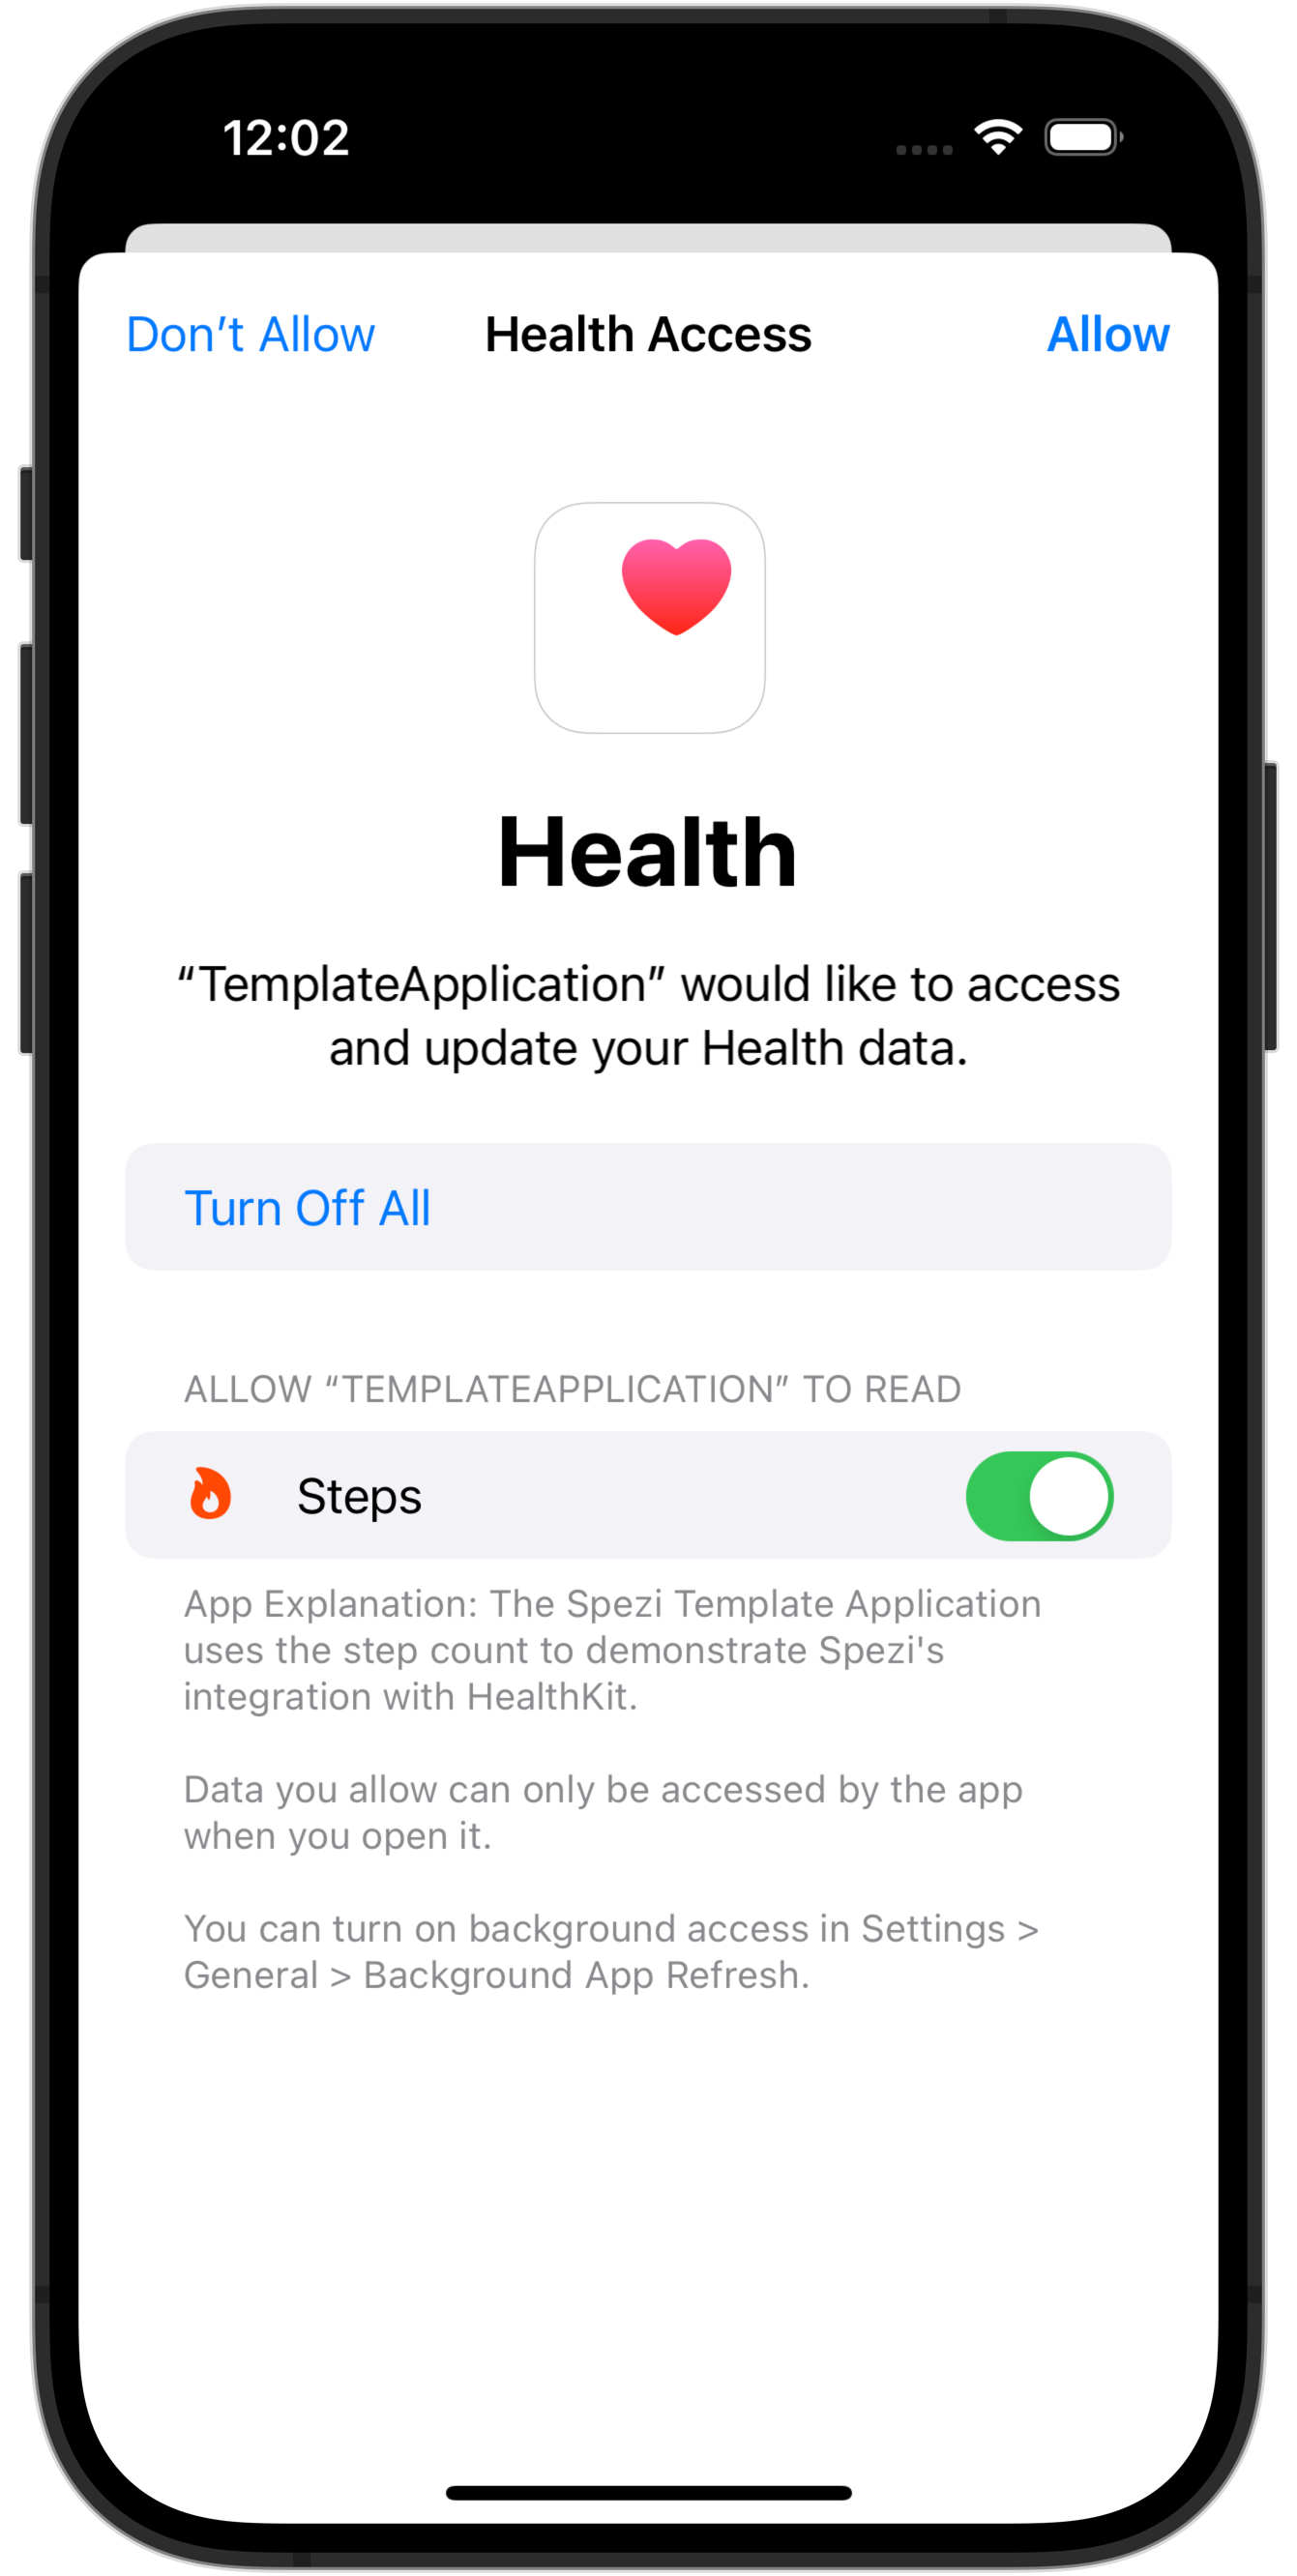 12:02
Don’t Allow Health Access Allow
Health
“TemplateApplication” would like to access
and update your Health data.
Turn Off All
ALLOW “TEMPLATEAPPLICATION” TO READ
Steps
App Explanation: The Spezi Template Application
uses the step count to demonstrate Spezi's
integration with HealthKit.
Data you allow can only be accessed by the app
when you open it.
You can turn on background access in Settings >
General > Background App Refresh.